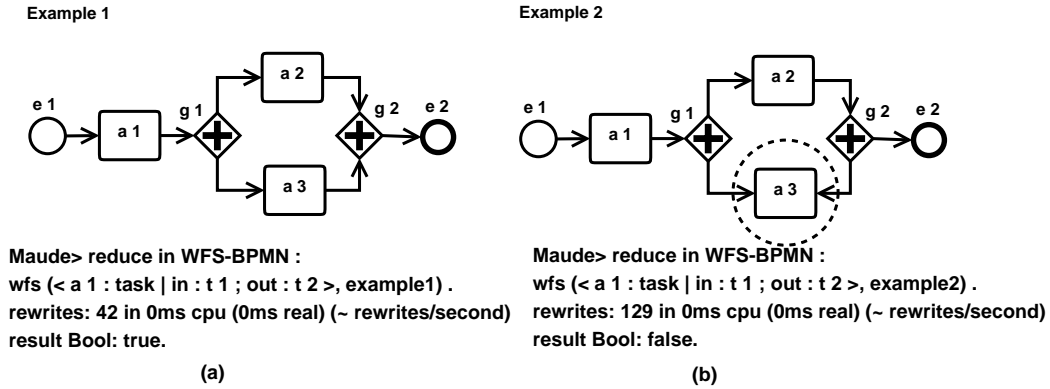 Example 1
e 1
a 1
g 1
a 2
a 3
g 2
e 2
Maude> reduce in WFS-BPMN :
wfs (< a 1 : task | in : t 1 ; out : t 2 >, example1) .
rewrites: 42 in 0ms cpu (0ms real) (~ rewrites/second)
result Bool: true.
(a)
Example 2
e 1
a 1
g 1
a 2
a 3
g 2
e 2
Maude> reduce in WFS-BPMN :
wfs (< a 1 : task | in : t 1 ; out : t 2 >, example2) .
rewrites: 129 in 0ms cpu (0ms real) (~ rewrites/second)
result Bool: false.
(b)